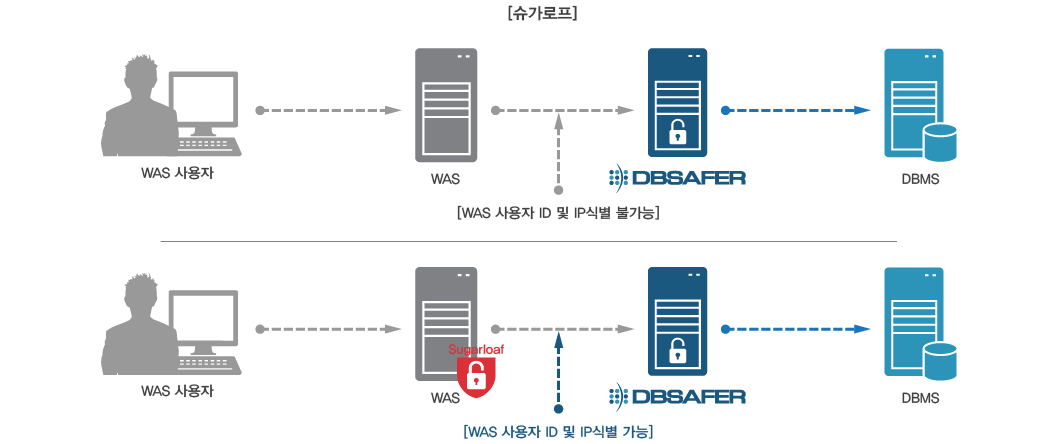 [슈가로프]
WAS 사용자
WAS
DBSAFER
DBMS
[WAS 사용자 ID 및 IP식별 불가능]
Sugarloaf
WAS 사용자
WAS
DBSAFER
DBMS
[WAS 사용자 ID 및 IP식별 가능]